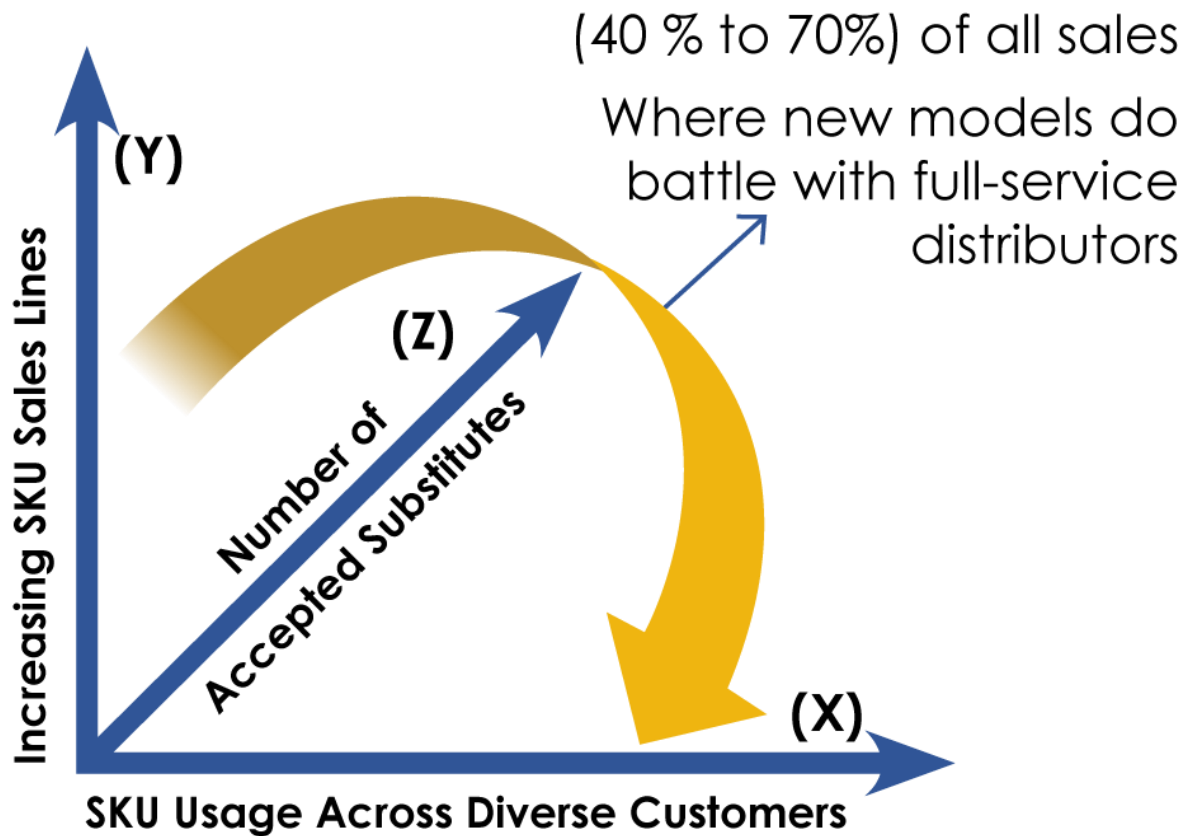 (40 % to 70%) of all sales
Where new models do
battle with full-service
distributors
(Y)
(Z)
Number of
Accepted Substitutes
Increasing SKU Sales Lines
(X)
SKU Usage Across Diverse Customers